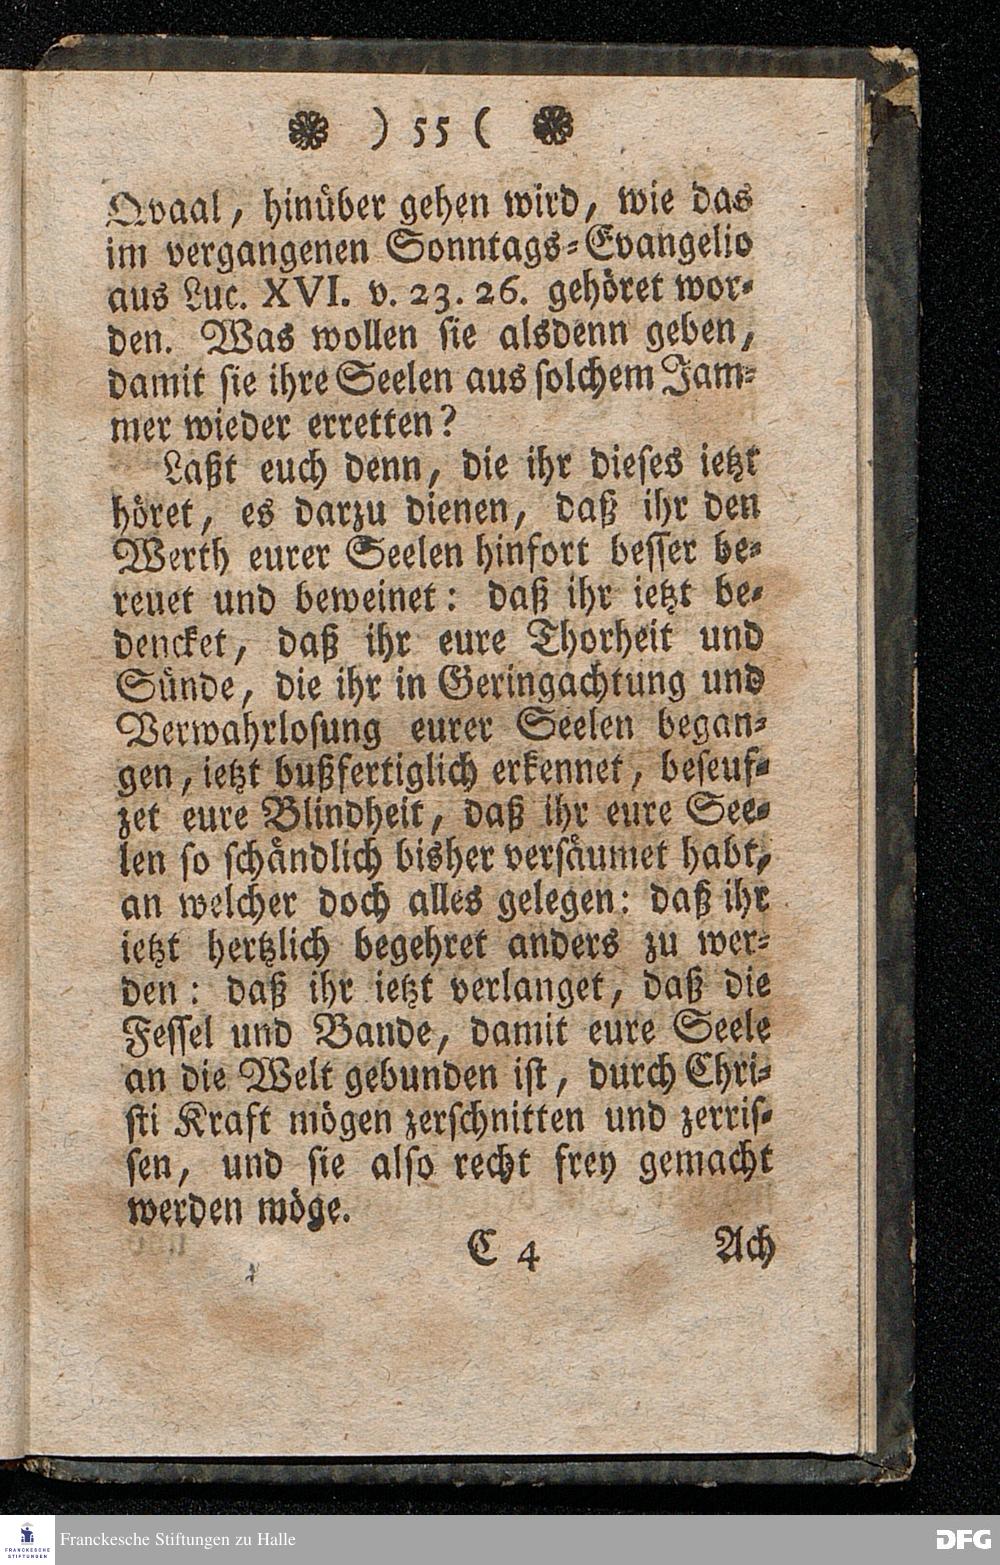 ) 55 (
Qvaal, hinüber gehen wird, wie das
im vergangenen Sonntags-Evangelio
aus Luc. XVI. v. 23. 26. gehöret wor-
den. Was wollen sie alsdenn geben,
damit sie ihre Seelen aus solchem Jam-
mer wieder erretten?
Laßt euch denn, die ihr dieses ietzt
höret, es darzu dienen, daß ihr den
Werth eurer Seelen hinfort besser be-
reuet und beweinet: daß ihr ietzt be-
dencket, daß ihr eure Thorheit und
Sünde, die ihr in Geringachtung und
Verwahrlosung eurer Seelen began-
gen, ietzt bußfertiglich erkennet, beseuf-
zet eure Blindheit, daß ihr eure See-
len so schändlich bisher versäumet habt,
an welcher doch alles gelegen: daß ihr
ietzt hertzlich begehret anders zu wer-
den: daß ihr ietzt verlanget, daß die
Fessel und Bande, damit eure Seele
an die Welt gebunden ist, durch Chri-
sti Kraft mögen zerschnitten und zerris-
sen, und sie also recht frey gemacht
werden möge.
C 4 Ach
FRANCKESCHE
STIFTUNGEN
Franckesche Stiftungen zu Halle
DFG